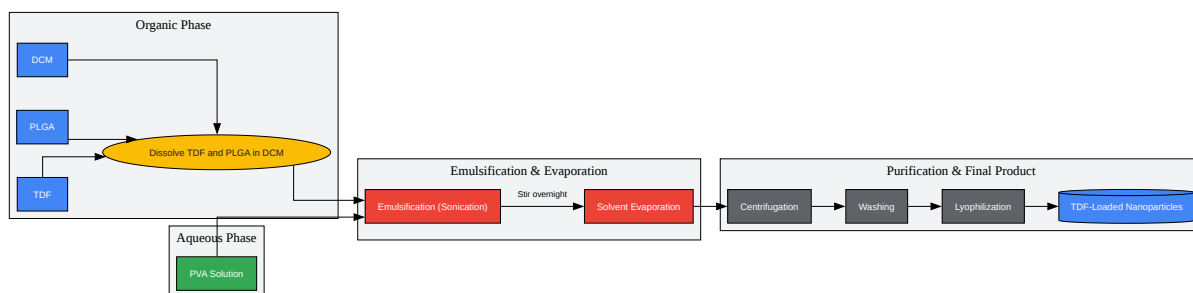 Organic Phase
DCM
PLGA
Dissolve TDF and PLGA in DCM
TDF
Aqueous Phase
PVA Solution
Emulsification & Evaporation
Emulsification (Sonication)
Stir overnight
Solvent Evaporation
Purification & Final Product
Centrifugation
Washing
Lyophilization
TDF-Loaded Nanoparticles